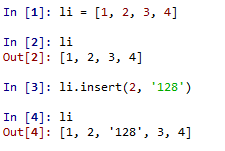 In [1]: li = [1, 2, 3, 4]
In [2]: li
Out[2]: [1, 2, 3, 4]
In [3]: li.insert(2, '128')
In [4]: li
Out[4]: [1, 2, '128', 3, 4]